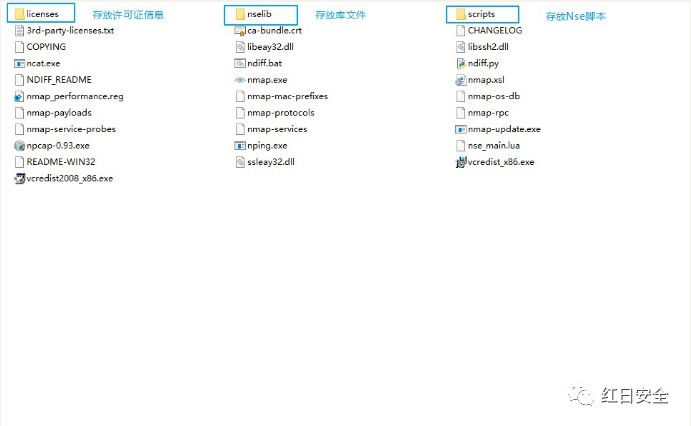 licenses 存放许可证信息 nselib 存放库文件 scripts 存放Nse脚本
3rd-party-licenses.txt ca-bundle.crt CHANGELOG
COPYING libeay32.dll libssh2.dll
ncat.exe ndiff.bat ndiff.py
NDIFF_README nmap.exe nmap.xsl
nmap_performance.reg nmap-mac-prefixes nmap-os-db
nmap-payloads nmap-protocols nmap-rpc
nmap-service-probes nmap-services nmap-update.exe
npcap-0.93.exe nping.exe nse_main.lua
README-WIN32 ssleay32.dll vcredist_x86.exe
vcredist2008_x86.exe
红日安全